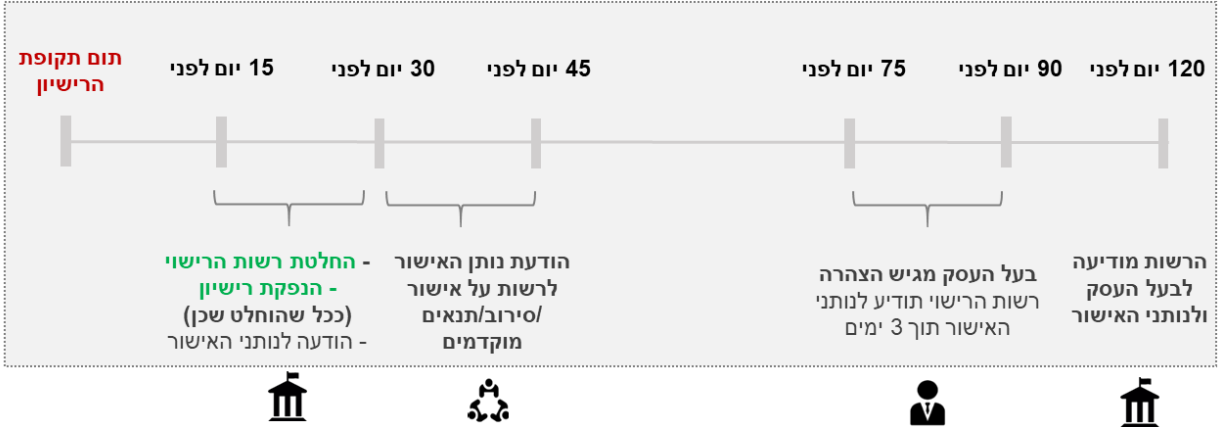 120 יום לפני
90 יום לפני
75 יום לפני
45 יום לפני
30 יום לפני
15 יום לפני
תום תקופת
הרישיון
הרשות מודיעה
לבעל העסק
ולנותני האישור
בעל העסק מגיש הצהרה
רשות הרישוי תודיע לנותני
האישור תוך 3 ימים
הודעת נותן האישור
לרשות על אישור
/סירוב/תנאים
מוקדמים
- החלטת רשות הרישוי
- הנפקת רישיון
(ככל שהוחלט שכן)
- הודעה לנותני האישור